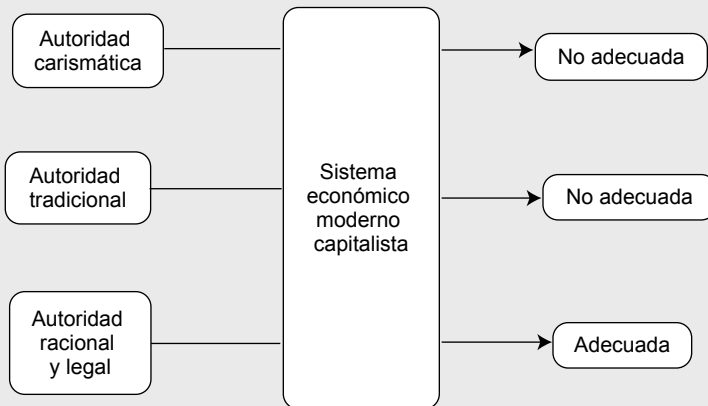 Autoridad
carismática
No adecuada
Autoridad
tradicional
Sistema
económico
moderno
capitalista
No adecuada
Autoridad
racional
y legal
Adecuada